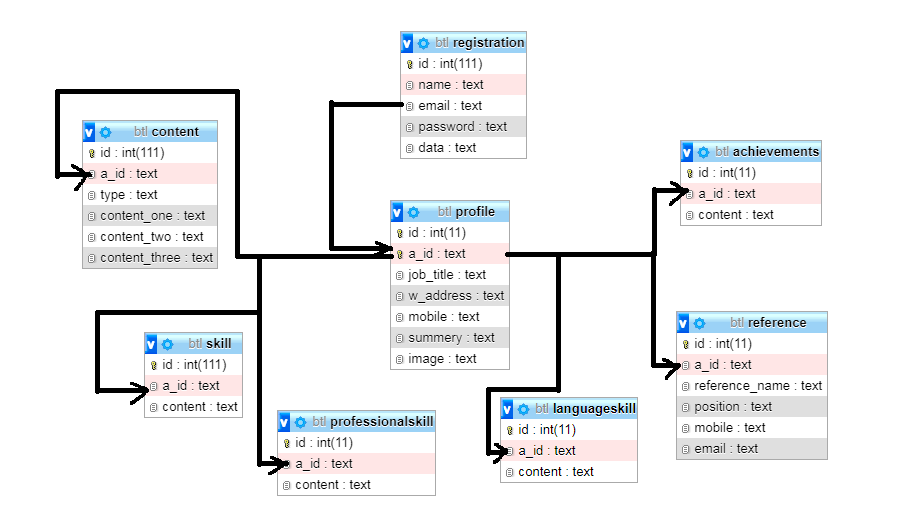 btl registration
id : int(111)
name : text
email : text
password : text
data : text
btl content
id : int(111)
a_id : text
type : text
content_one : text
content_two : text
content_three : text
btl achievements
id : int(11)
a_id : text
content : text
btl profile
id : int(11)
a_id : text
job_title : text
w_address : text
mobile : text
summery : text
image : text
btl skill
id : int(111)
a_id : text
content : text
btl reference
id : int(11)
a_id : text
reference_name : text
position : text
mobile : text
email : text
btl professionalskill
id : int(11)
a_id : text
content : text
btl languageskill
id : int(11)
a_id : text
content : text